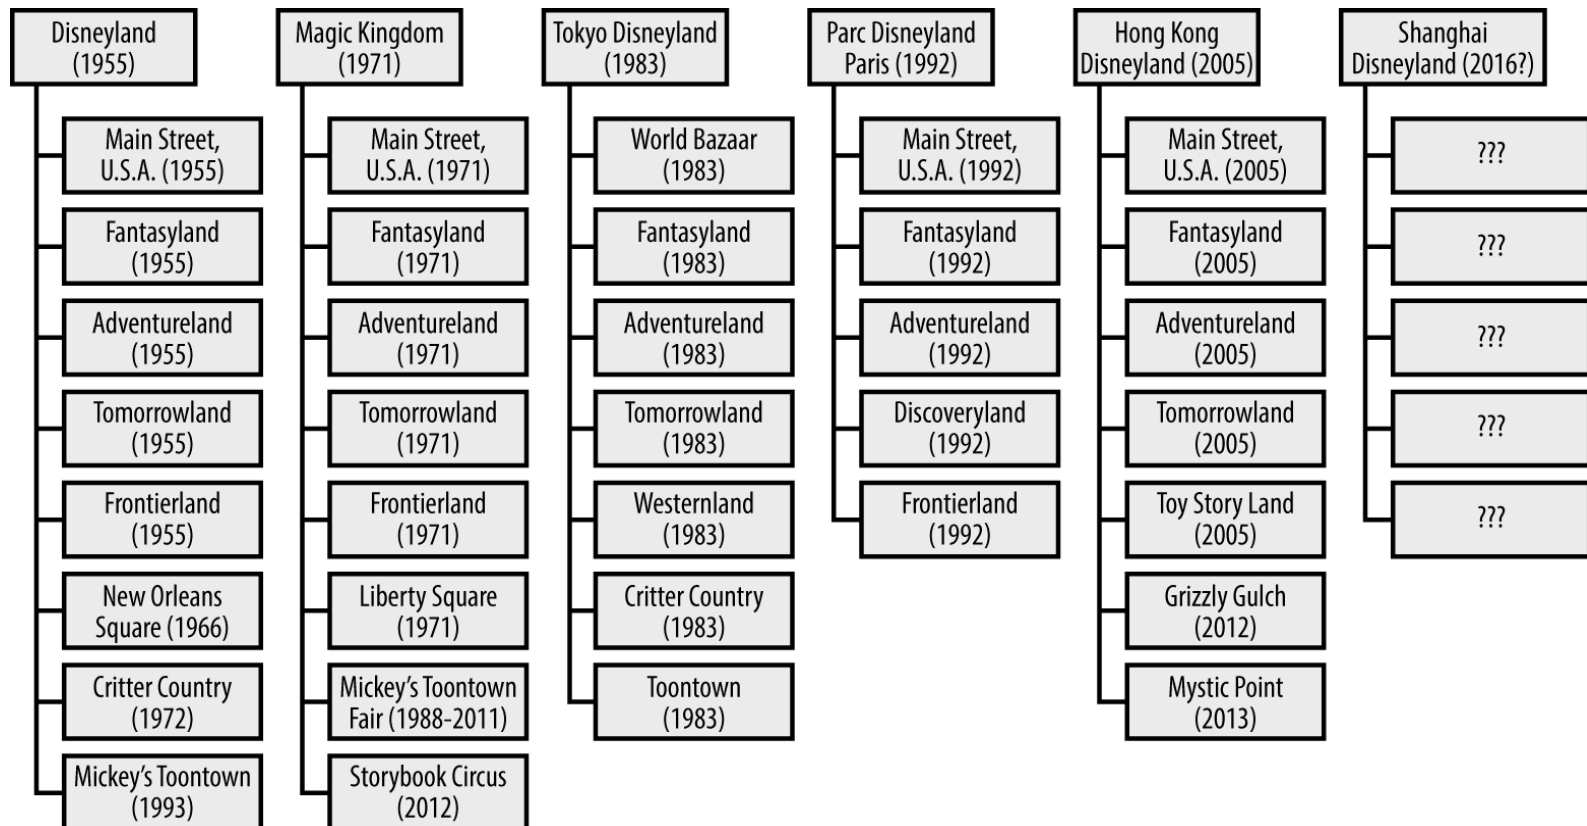 Disneyland
(1955)
Main Street,
U.S.A. (1955)
Fantasyland
(1955)
Adventureland
(1955)
Tomorrowland
(1955)
Frontierland
(1955)
New Orleans
Square (1966)
Critter Country
(1972)
Mickey's Toontown
(1993)
Magic Kingdom
(1971)
Main Street,
U.S.A. (1971)
Fantasyland
(1971)
Adventureland
(1971)
Tomorrowland
(1971)
Frontierland
(1971)
Liberty Square
(1971)
Mickey's Toontown
Fair (1988-2011)
Storybook Circus
(2012)
Tokyo Disneyland
(1983)
World Bazaar
(1983)
Fantasyland
(1983)
Adventureland
(1983)
Tomorrowland
(1983)
Westernland
(1983)
Critter Country
(1983)
Toontown
(1983)
Parc Disneyland
Paris (1992)
Main Street,
U.S.A. (1992)
Fantasyland
(1992)
Adventureland
(1992)
Discoveryland
(1992)
Frontierland
(1992)
Hong Kong
Disneyland (2005)
Main Street,
U.S.A. (2005)
Fantasyland
(2005)
Adventureland
(2005)
Tomorrowland
(2005)
Toy Story Land
(2005)
Grizzly Gulch
(2012)
Mystic Point
(2013)
Shanghai
Disneyland (2016?)
???
???
???
???
???